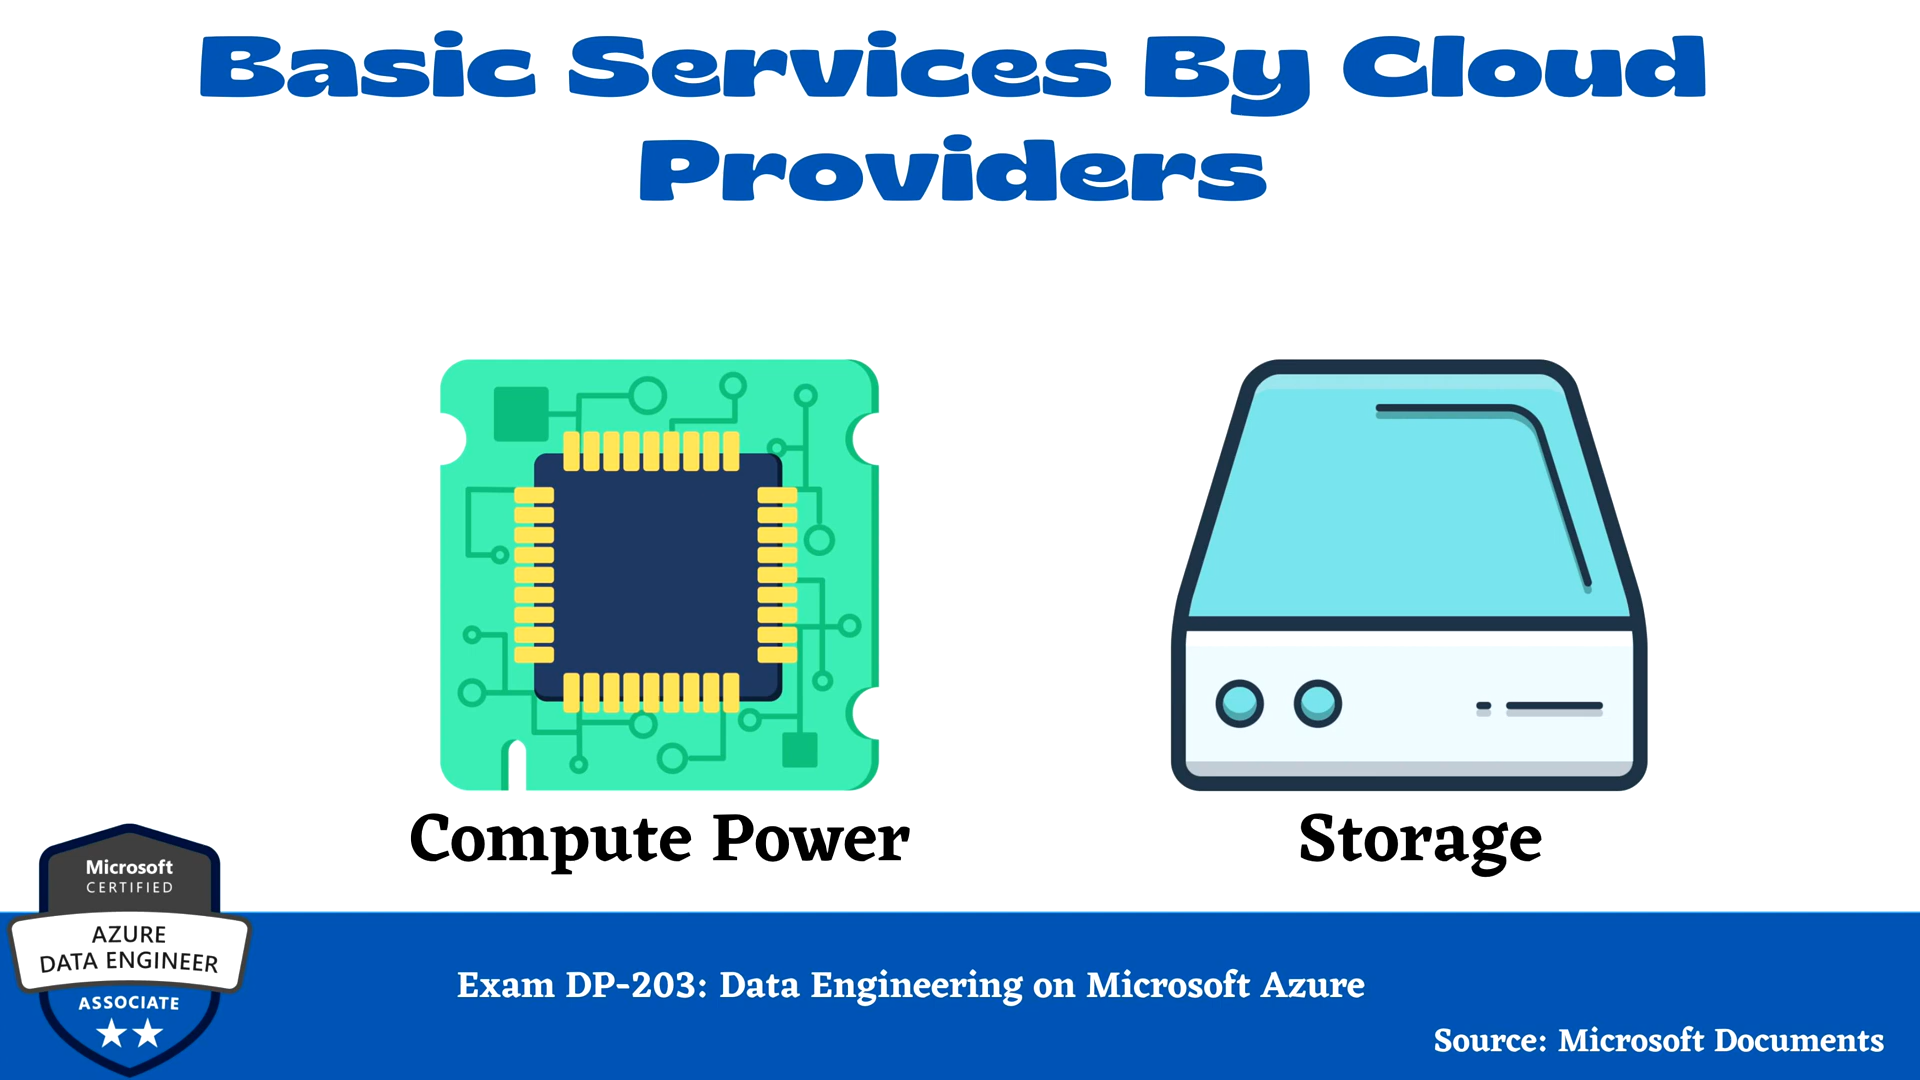 Basic Services By Cloud
Providers
Compute Power
Storage
Microsoft
CERTIFIED
AZURE
DATA ENGINEER
ASSOCIATE
Exam DP-203: Data Engineering on Microsoft Azure
Source: Microsoft Documents